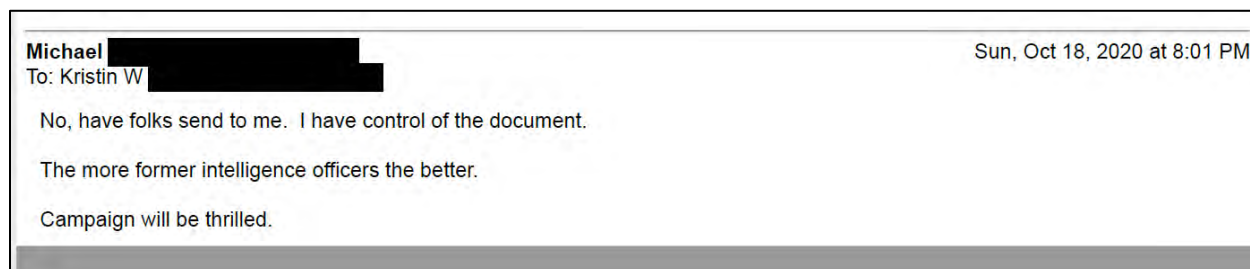 Michael
Sun, Oct 18, 2020 at 8:01 PM
To: Kristin W
No, have folks send to me. I have control of the document.
The more former intelligence officers the better.
Campaign will be thrilled.